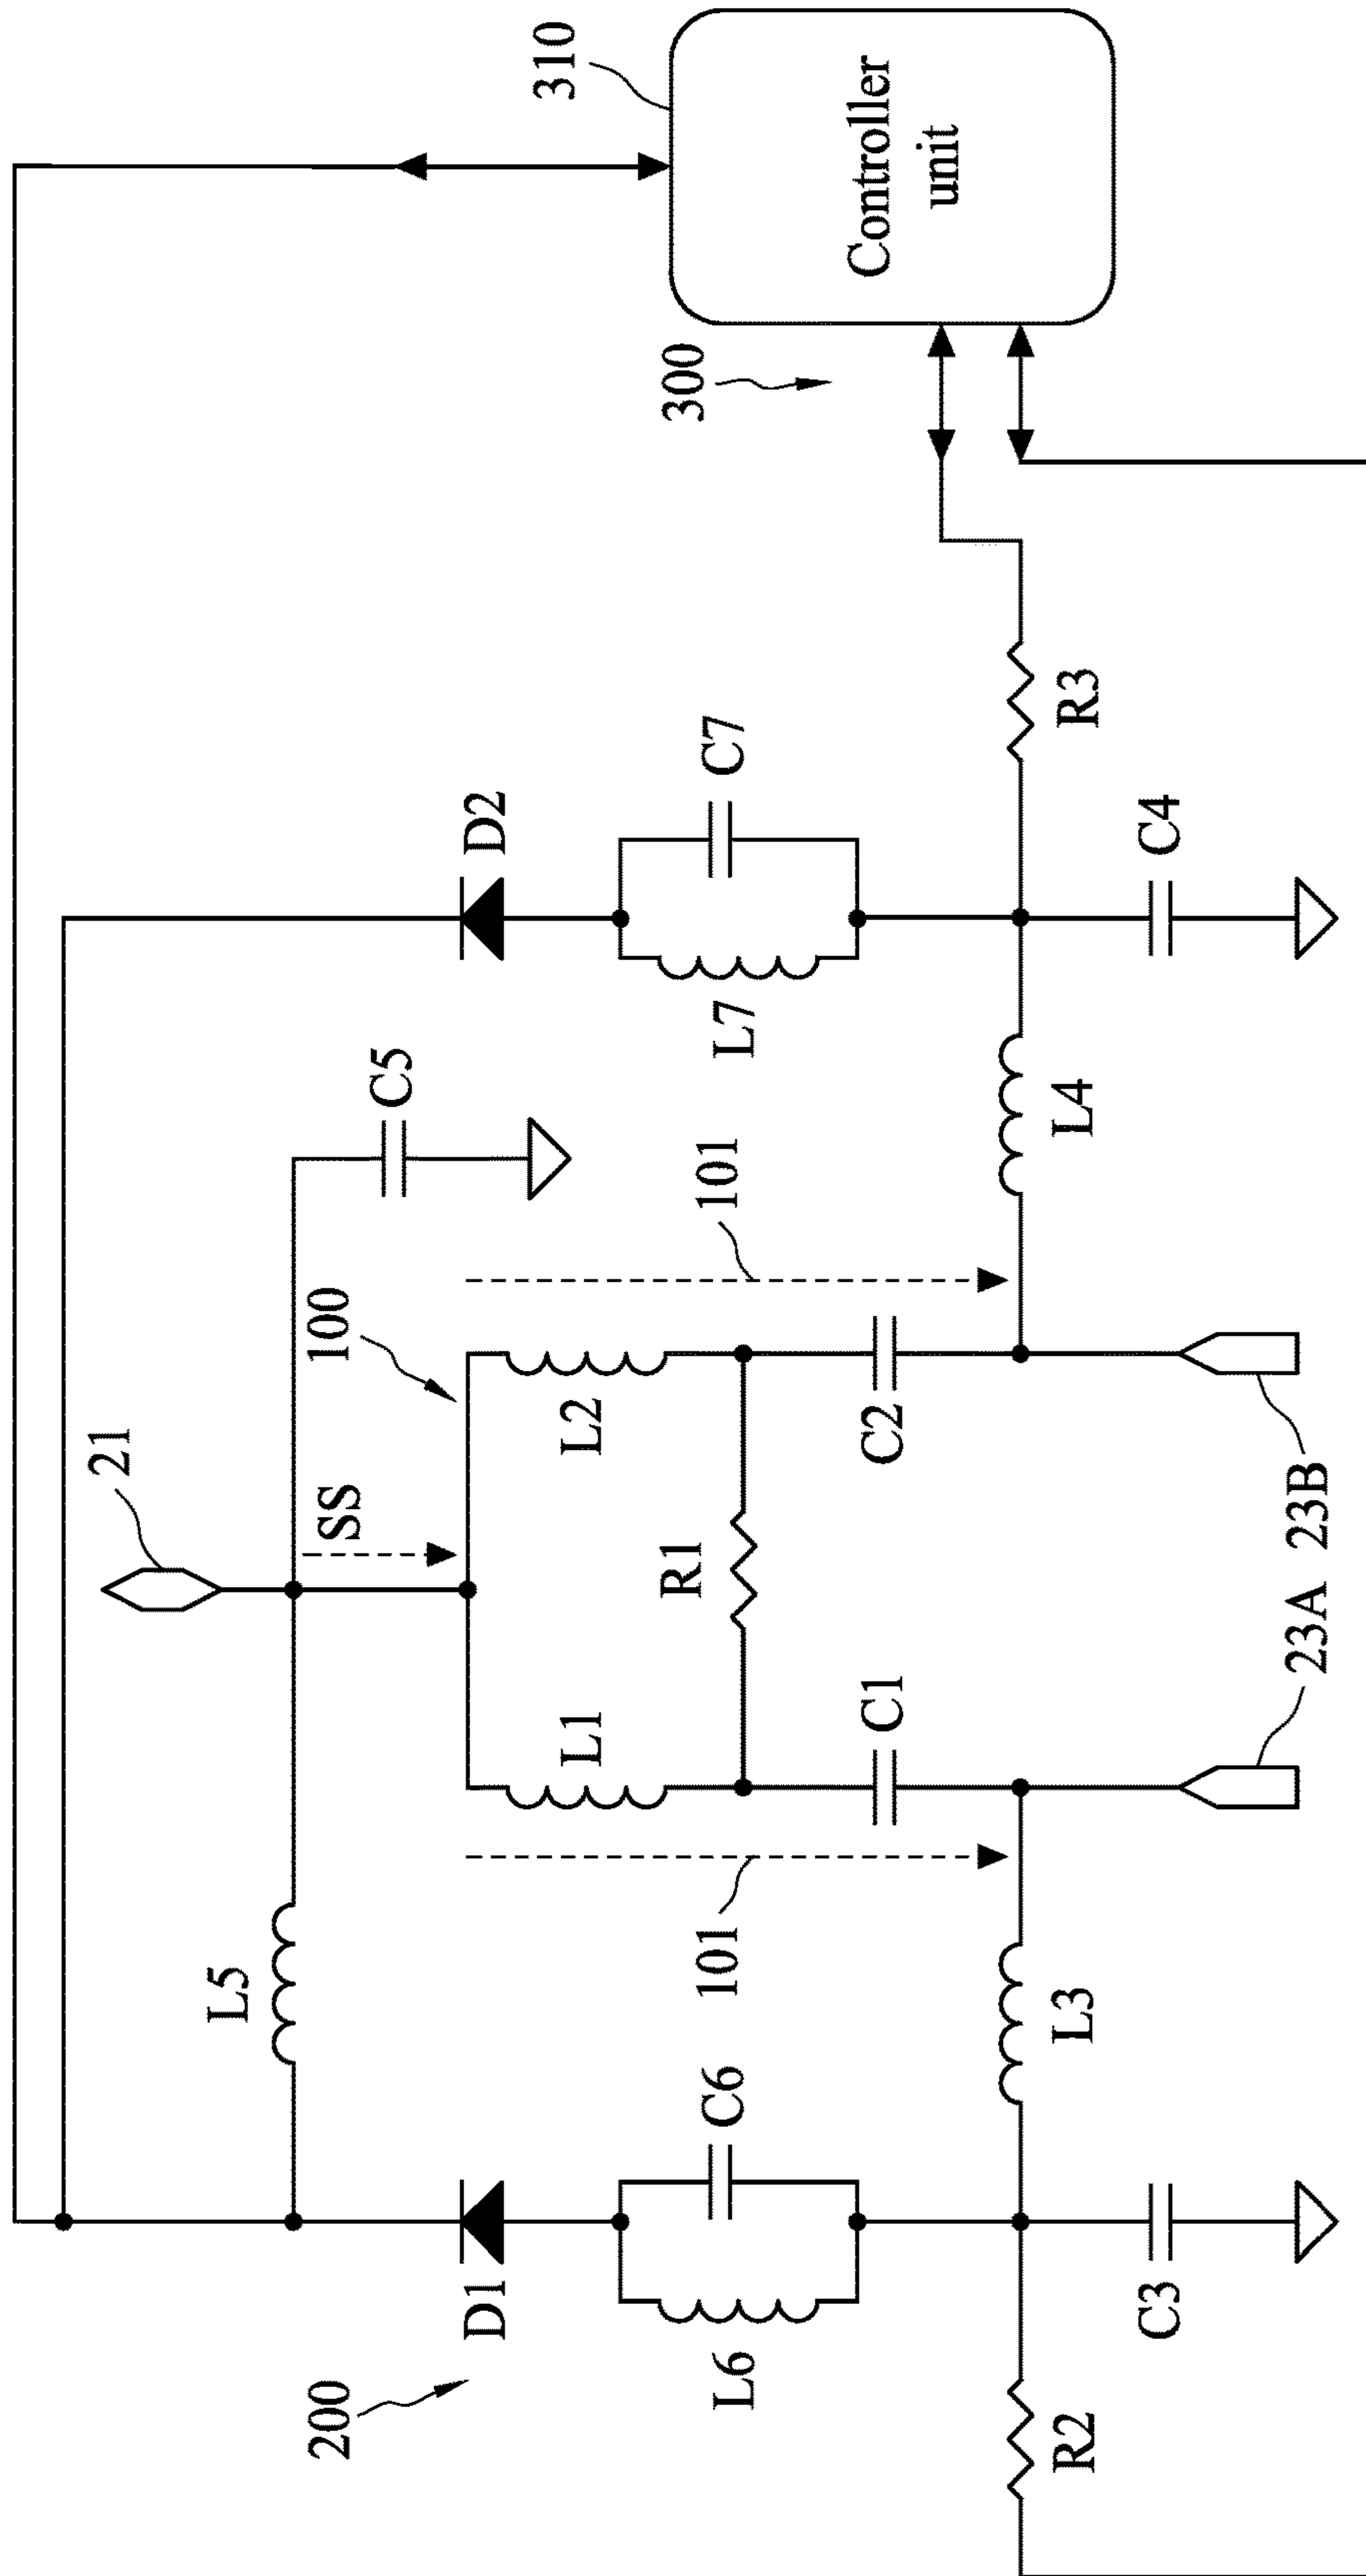 310
Controller
unit
300
D2
C7
R3
C4
L7
C5
L4
101
100
21
SS
L2
C2
R1
23B
23A
L1
C1
101
L5
L3
C6
D1
C3
L6
200
R2